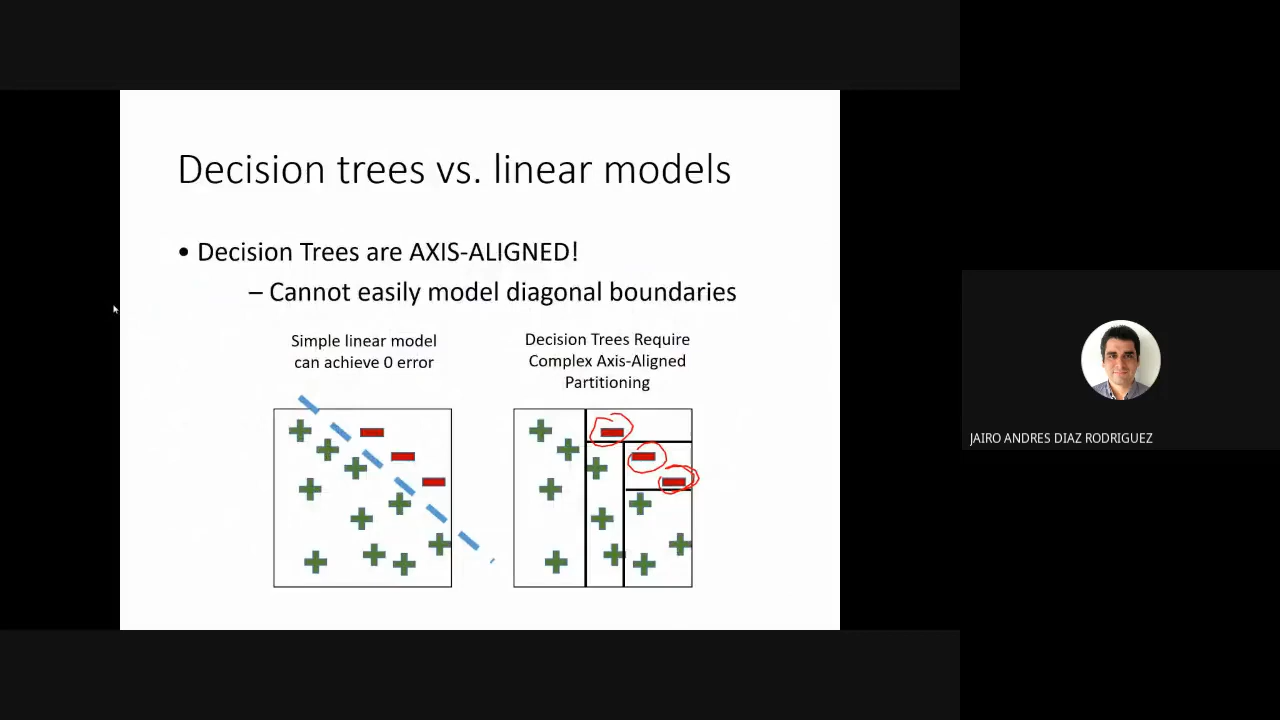 Decision trees vs. linear models
• Decision Trees are AXIS-ALIGNED!
– Cannot easily model diagonal boundaries
Simple linear model
can achieve 0 error
Decision Trees Require
Complex Axis-Aligned
Partitioning
JAIRO ANDRES DIAZ RODRIGUEZ